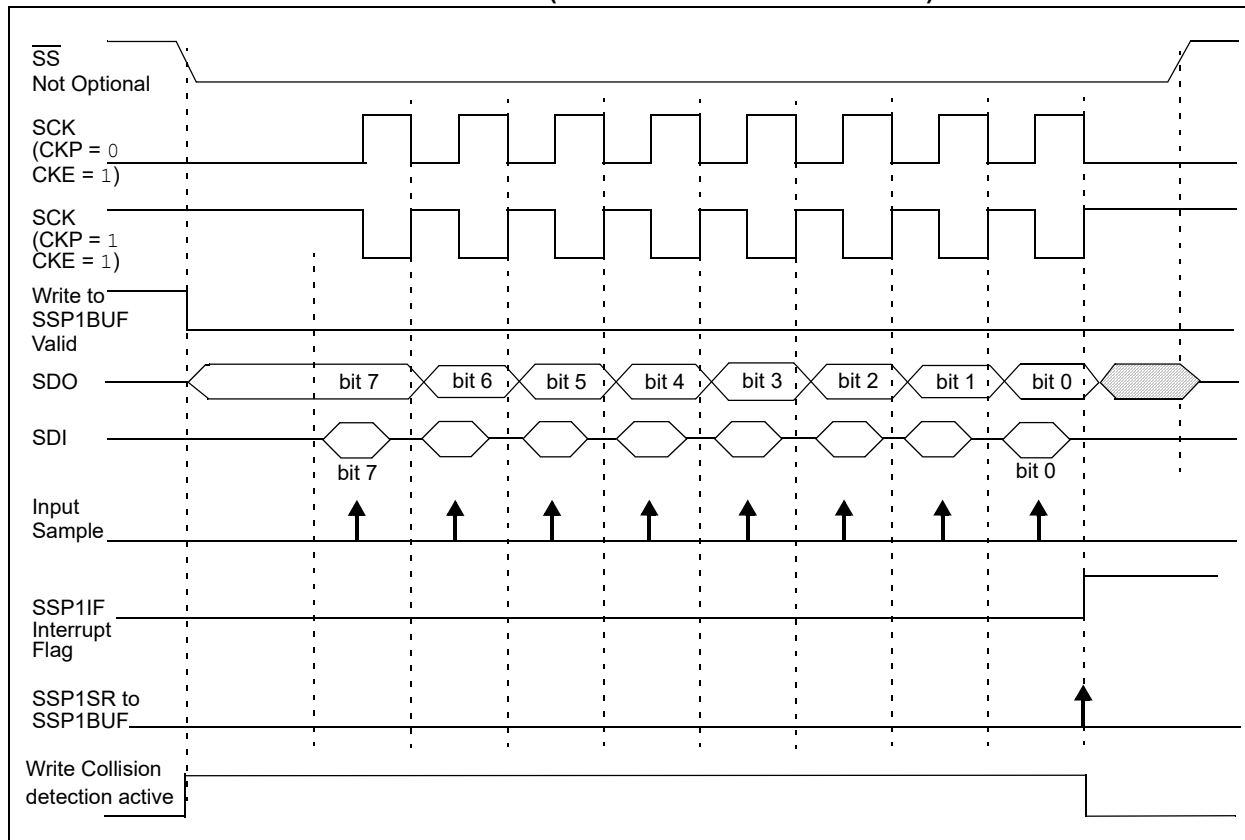 SS
Not Optional
SCK
(CKP = 0
CKE = 1)
SCK
(CKP = 1
CKE = 1)
Write to
SSP1BUF
Valid
SDO
bit 7 bit 6 bit 5 bit 4 bit 3 bit 2 bit 1 bit 0
SDI
bit 7 bit 0
Input
Sample
SSP1IF
Interrupt
Flag
SSP1SR to
SSP1BUF
Write Collision
detection active